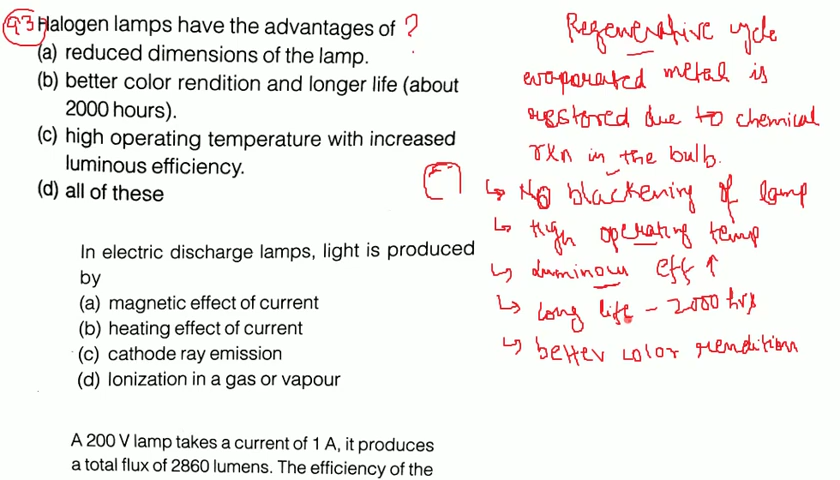 Q3 Halogen lamps have the advantages of ?
(a) reduced dimensions of the lamp.
(b) better color rendition and longer life (about
2000 hours).
(c) high operating temperature with increased
luminous efficiency.
(d) all of these
In electric discharge lamps, light is produced
by
(a) magnetic effect of current
(b) heating effect of current
(c) cathode ray emission
(d) Ionization in a gas or vapour
A 200 V lamp takes a current of 1 A, it produces
a total flux of 2860 lumens. The efficiency of the
Regenerative cycle
evaporated metal is
restored due to chemical
rxn in the bulb.
↳ No blackening of lamp
↳ High operating temp
↳ luminous eff ↑
↳ long life – 2000 hrs
↳ better color rendition